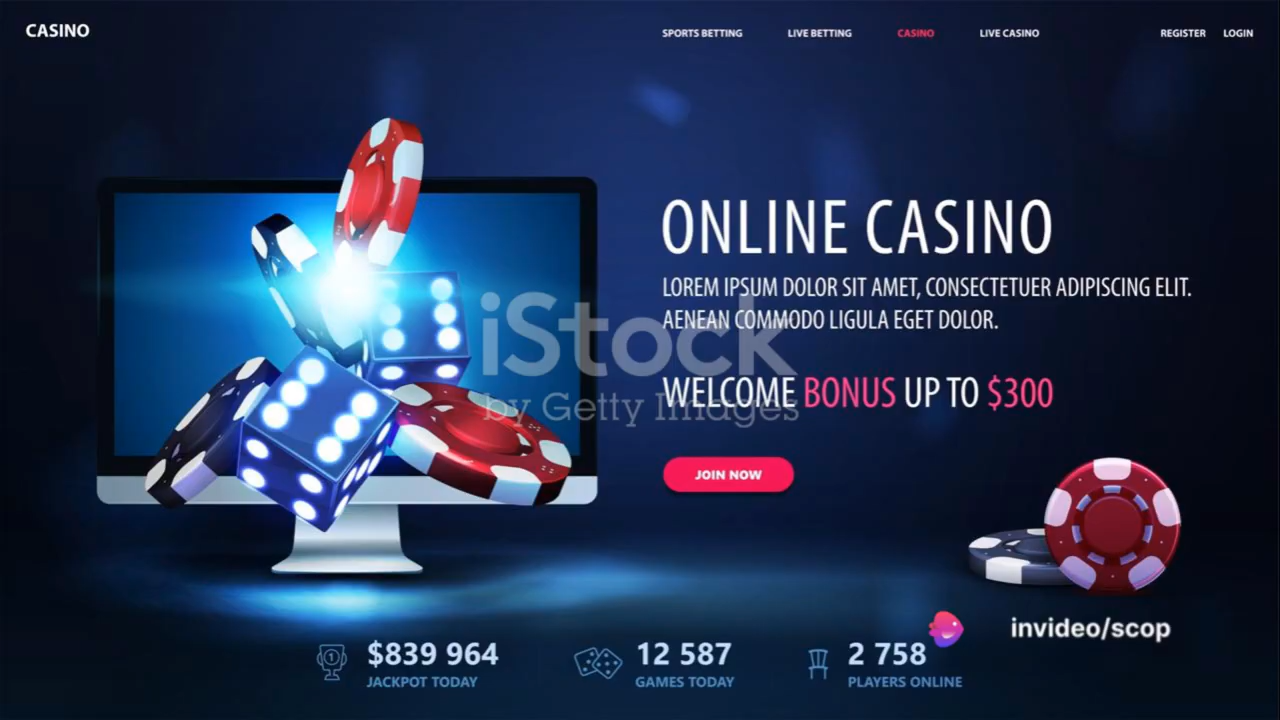 CASINO
SPORTS BETTING
LIVE BETTING
CASINO
LIVE CASINO
REGISTER
LOGIN
ONLINE CASINO
LOREM IPSUM DOLOR SIT AMET, CONSECTETUER ADIPISCING ELIT.
AENEAN COMMODO LIGULA EGET DOLOR.
iStock
by Getty Images
WELCOME BONUS UP TO $300
JOIN NOW
invideo/scop
$839 964
JACKPOT TODAY
12 587
GAMES TODAY
2 758
PLAYERS ONLINE
1